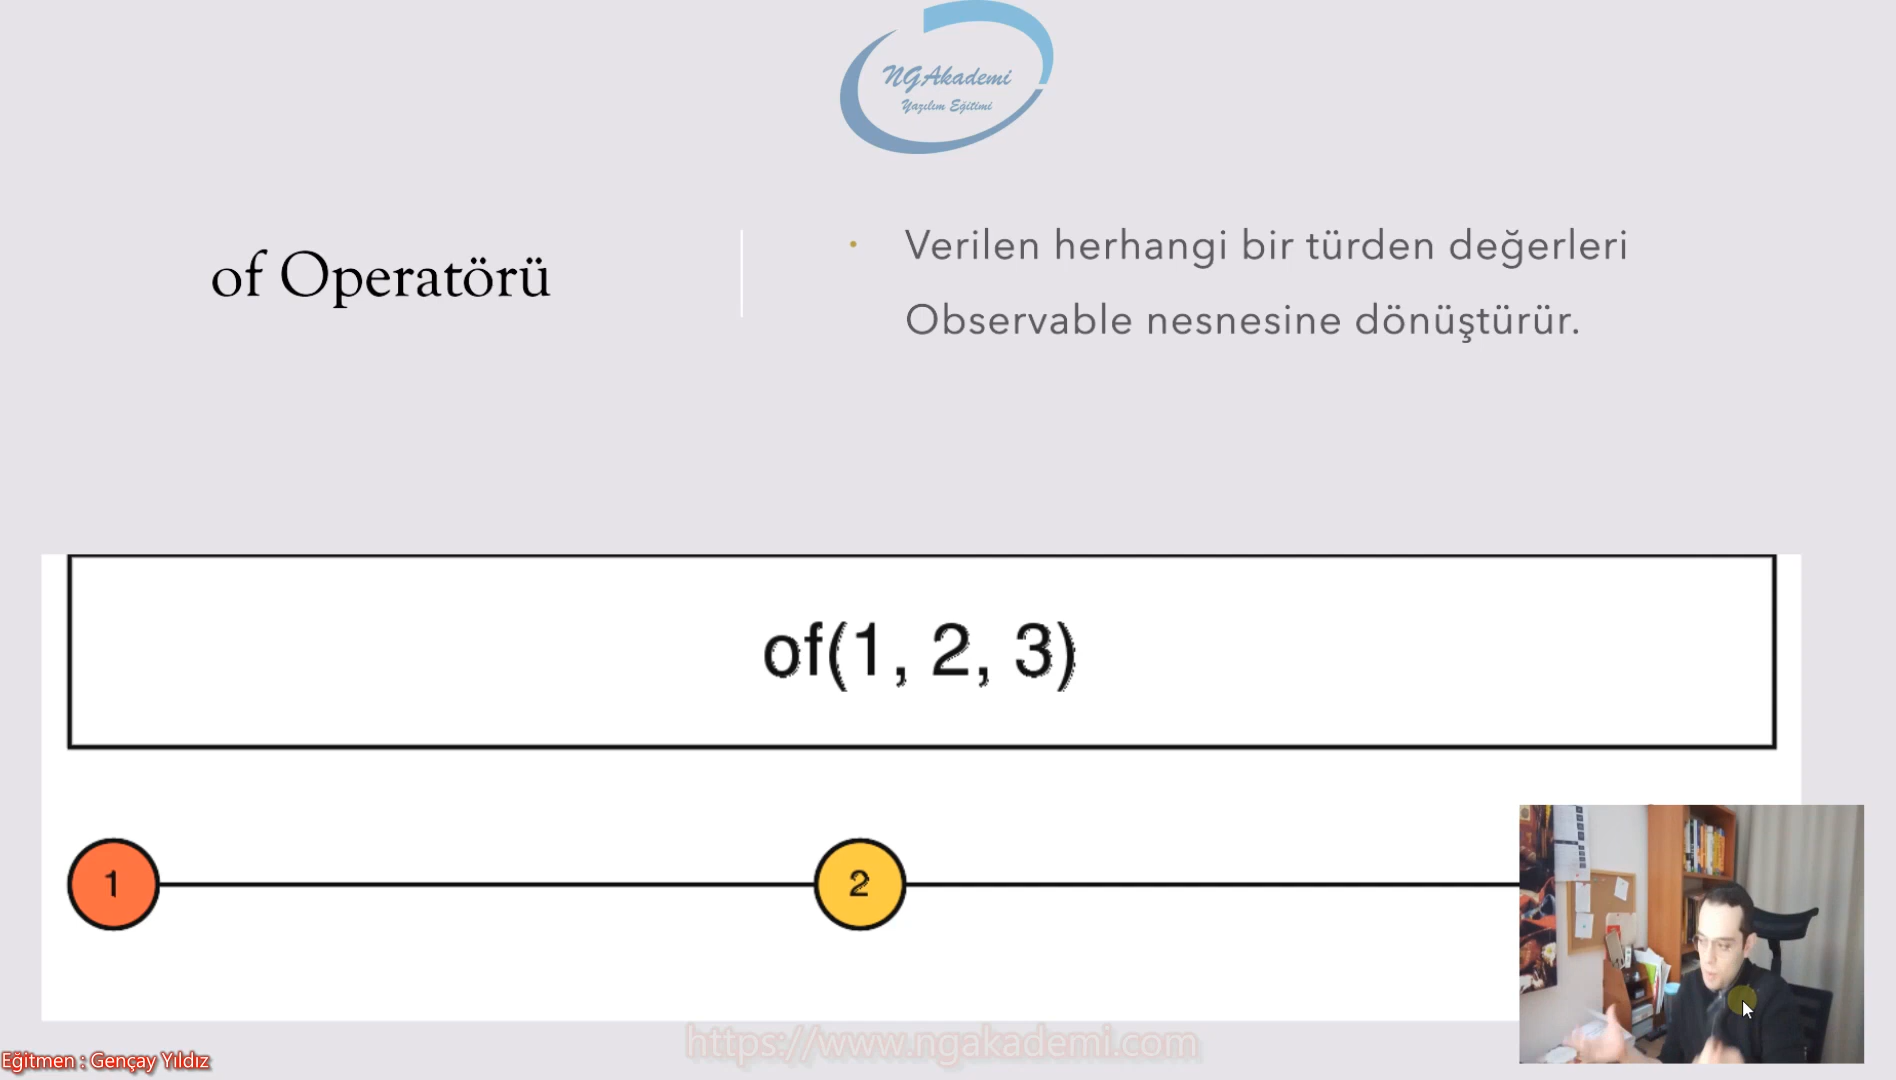 NGAkademi
Yazılım Eğitimi
of Operatörü
• Verilen herhangi bir türden değerleri
Observable nesnesine dönüştürür.
of(1, 2, 3)
1
2
https://www.ngakademi.com
Eğitmen : Gençay Yıldız